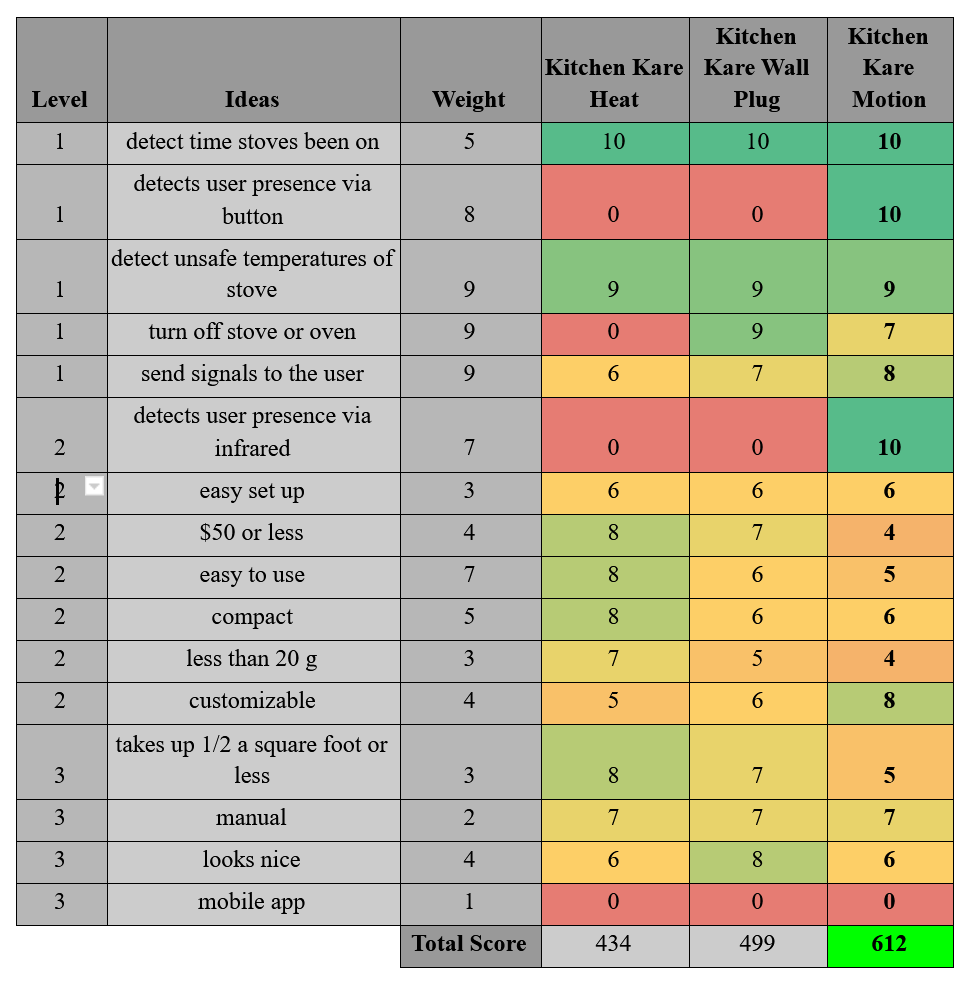 Level Ideas Weight Kitchen Kare Heat Kitchen Kare Wall Plug Kitchen Kare Motion
1 detect time stoves been on 5 10 10 10
1 detects user presence via button 8 0 0 10
1 detect unsafe temperatures of stove 9 9 9 9
1 turn off stove or oven 9 0 9 7
1 send signals to the user 9 6 7 8
2 detects user presence via infrared 7 0 0 10
2 easy set up 3 6 6 6
2 $50 or less 4 8 7 4
2 easy to use 7 8 6 5
2 compact 5 8 6 6
2 less than 20 g 3 7 5 4
2 customizable 4 5 6 8
3 takes up 1/2 a square foot or less 3 8 7 5
3 manual 2 7 7 7
3 looks nice 4 6 8 6
3 mobile app 1 0 0 0
Total Score 434 499 612